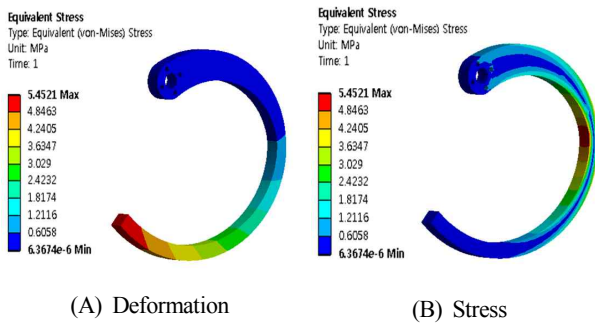 Equivalent Stress
Type: Equivalent (von-Mises) Stress
Unit: MPa
Time: 1
5.4521 Max
4.8463
4.2405
3.6347
3.029
2.4232
1.8174
1.2116
0.6058
6.3674e-6 Min
(A) Deformation
Equivalent Stress
Type: Equivalent (von-Mises) Stress
Unit: MPa
Time: 1
5.4521 Max
4.8463
4.2405
3.6347
3.029
2.4232
1.8174
1.2116
0.6058
6.3674e-6 Min
(B) Stress